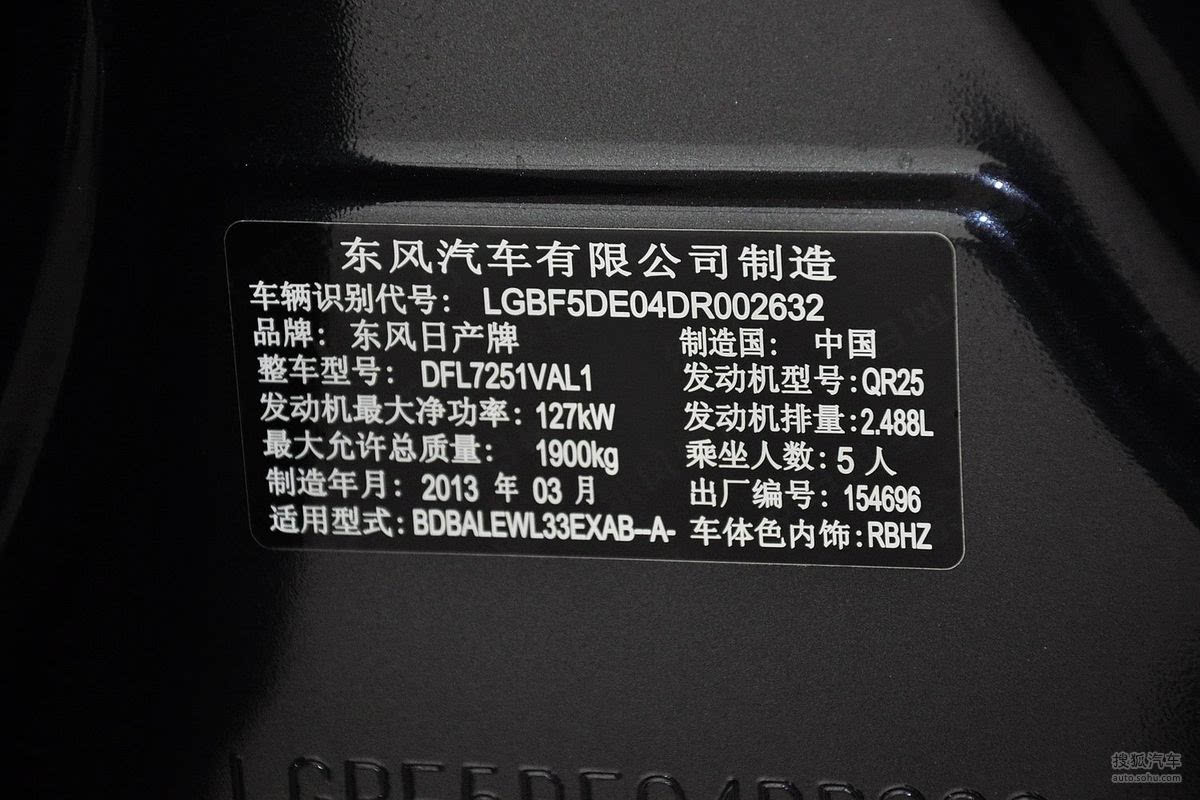 东风汽车有限公司制造
车辆识别代号: LGBF5DE04DR002632
品牌: 东风日产牌 制造国: 中国
整车型号: DFL7251VAL1 发动机型号:QR25
发动机最大净功率: 127kW 发动机排量:2.488L
最大允许总质量: 1900kg 乘坐人数:5 人
制造年月: 2013 年 03 月 出厂编号: 154696
适用型式:BDBALEWL33EXAB-A- 车体色内饰:RBHZ
搜狐汽车
auto.sohu.com